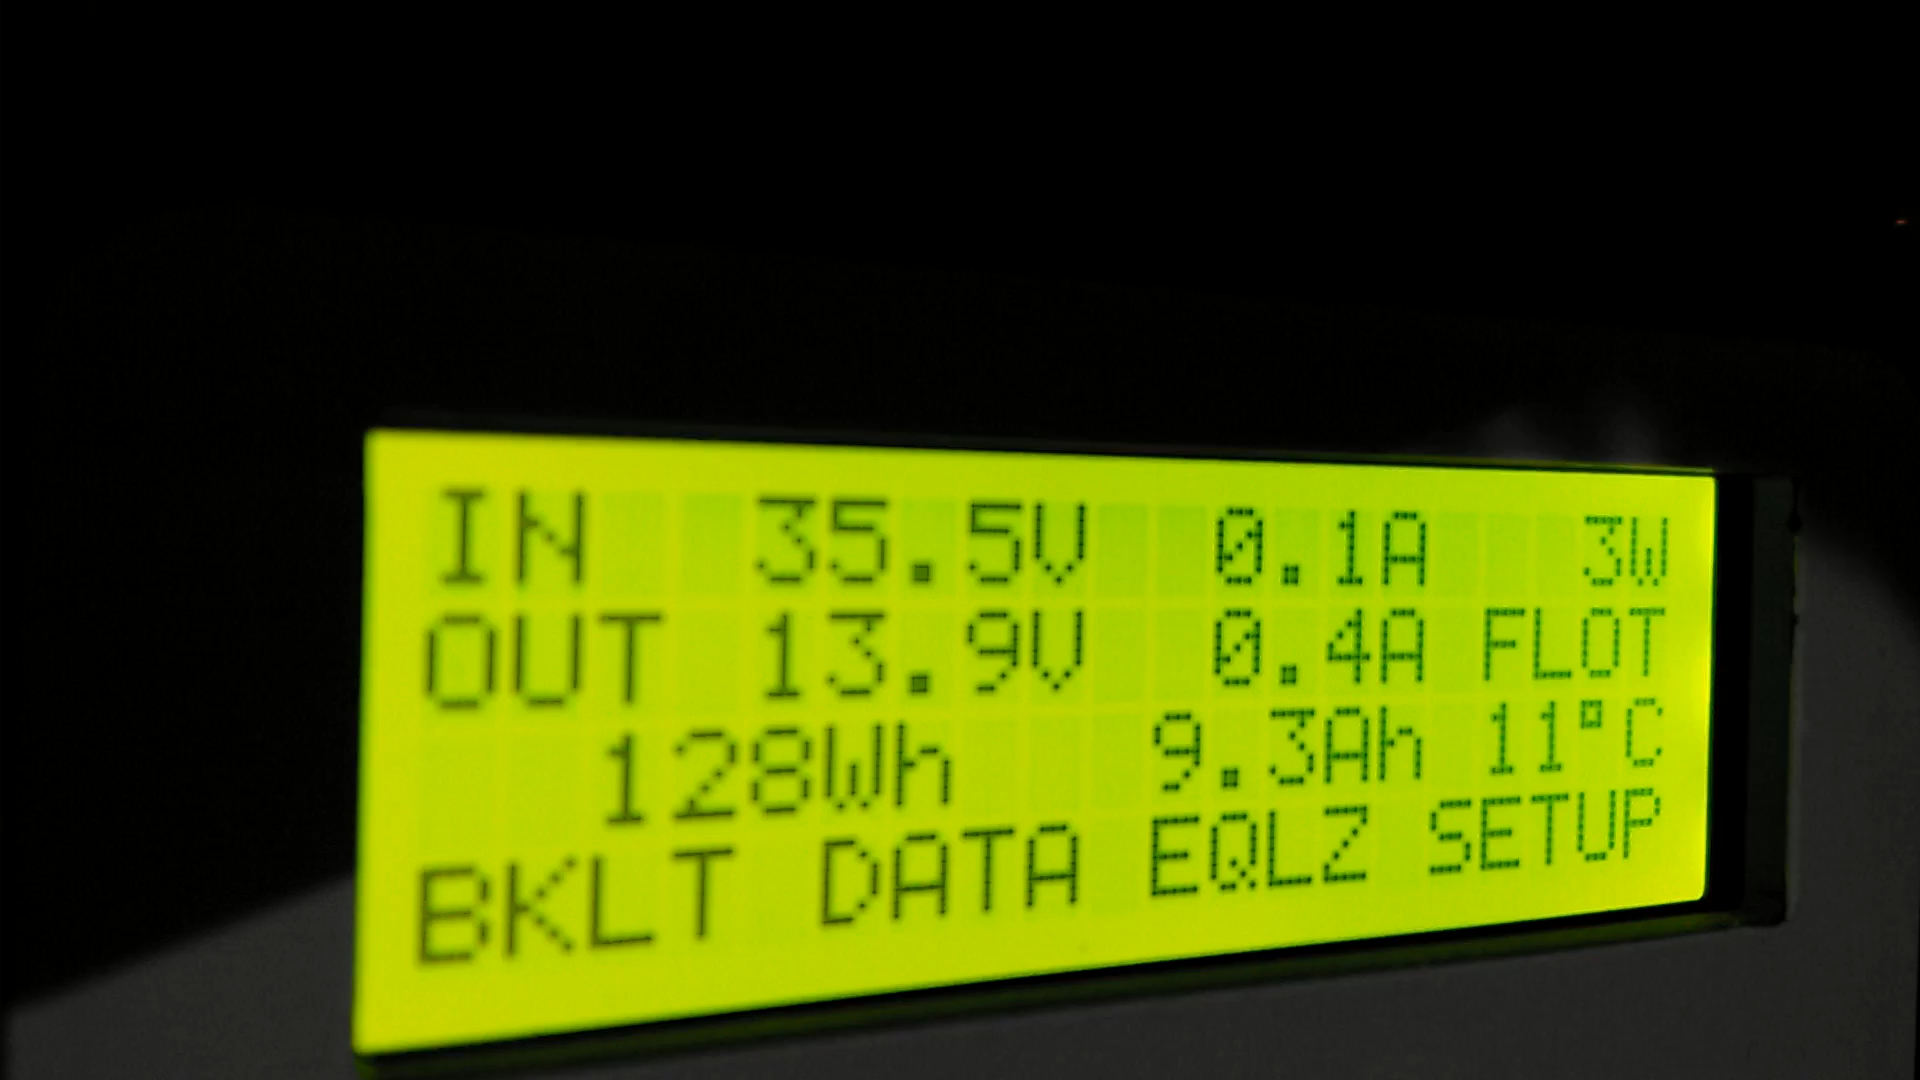 IN 35.5V 0.1A 3W
OUT 13.9V 0.4A FLOT
128Wh 9.3Ah 11°C
BKLT DATA EQLZ SETUP